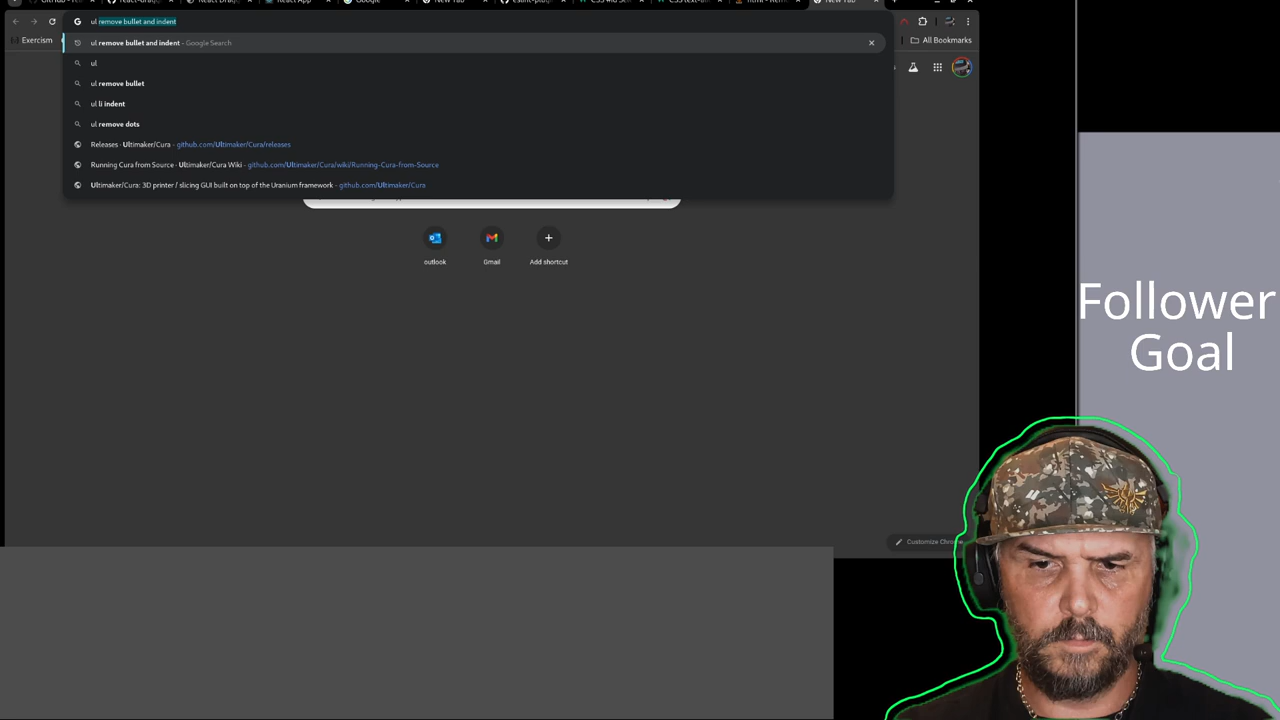 ul remove bullet and indent
Exercism
All Bookmarks
ul remove bullet and indent - Google Search
ul
ul remove bullet
ul li indent
ul remove dots
Releases · Ultimaker/Cura - github.com/Ultimaker/Cura/releases
Running Cura from Source · Ultimaker/Cura Wiki - github.com/Ultimaker/Cura/wiki/Running-Cura-from-Source
Ultimaker/Cura: 3D printer / slicing GUI built on top of the Uranium framework - github.com/Ultimaker/Cura
outlook
Gmail
Add shortcut
Customize
Follower
Goal